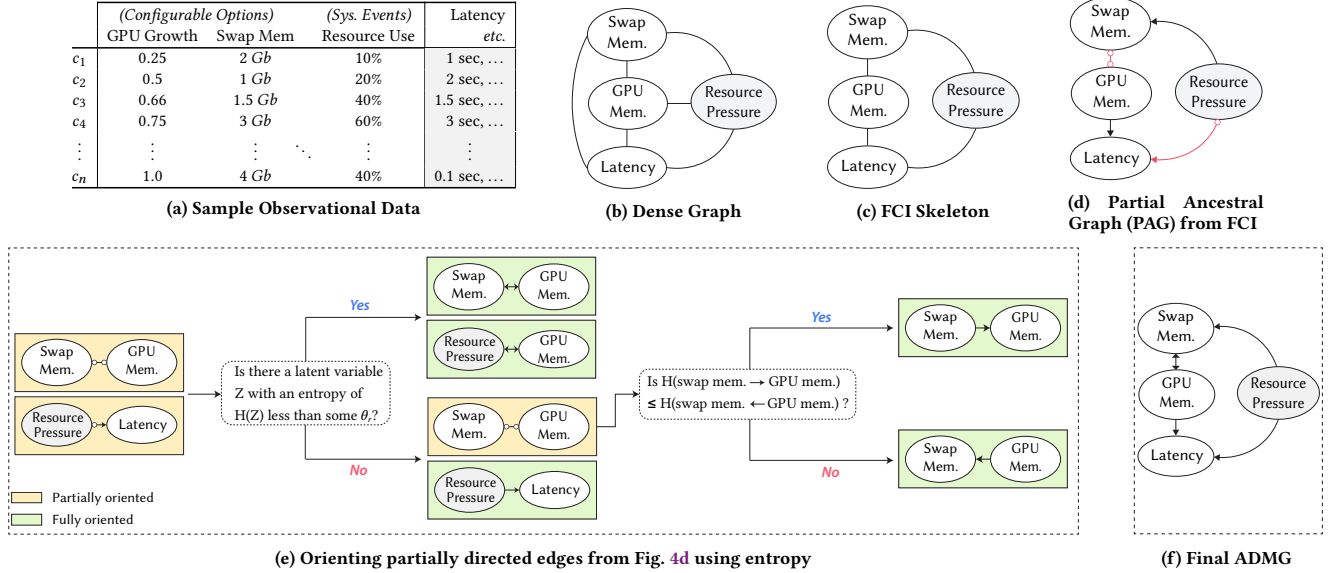 (Configurable Options) (Sys. Events) Latency
GPU Growth Swap Mem Resource Use etc.
c1 0.25 2 Gb 10% 1 sec, …
c2 0.5 1 Gb 20% 2 sec, …
c3 0.66 1.5 Gb 40% 1.5 sec, …
c4 0.75 3 Gb 60% 3 sec, …
⋮ ⋮ ⋮ ⋱ ⋮ ⋮
cn 1.0 4 Gb 40% 0.1 sec, …
(a) Sample Observational Data
Swap
Mem.
GPU
Mem.
Resource
Pressure
Latency
(b) Dense Graph
Swap
Mem.
GPU
Mem.
Resource
Pressure
Latency
(c) FCI Skeleton
Swap
Mem.
GPU
Mem.
Resource
Pressure
Latency
(d) Partial Ancestral
Graph (PAG) from FCI
Swap
Mem.
GPU
Mem.
Resource
Pressure
Latency
Partially oriented
Fully oriented
Is there a latent variable
Z with an entropy of
H(Z) less than some θr?
Yes
No
Swap
Mem.
GPU
Mem.
Resource
Pressure
GPU
Mem.
Swap
Mem.
GPU
Mem.
Resource
Pressure
Latency
Is H(swap mem. → GPU mem.)
≤ H(swap mem. ← GPU mem.) ?
Yes
No
Swap
Mem.
GPU
Mem.
Swap
Mem.
GPU
Mem.
(e) Orienting partially directed edges from Fig. 4d using entropy
Swap
Mem.
GPU
Mem.
Resource
Pressure
Latency
(f) Final ADMG